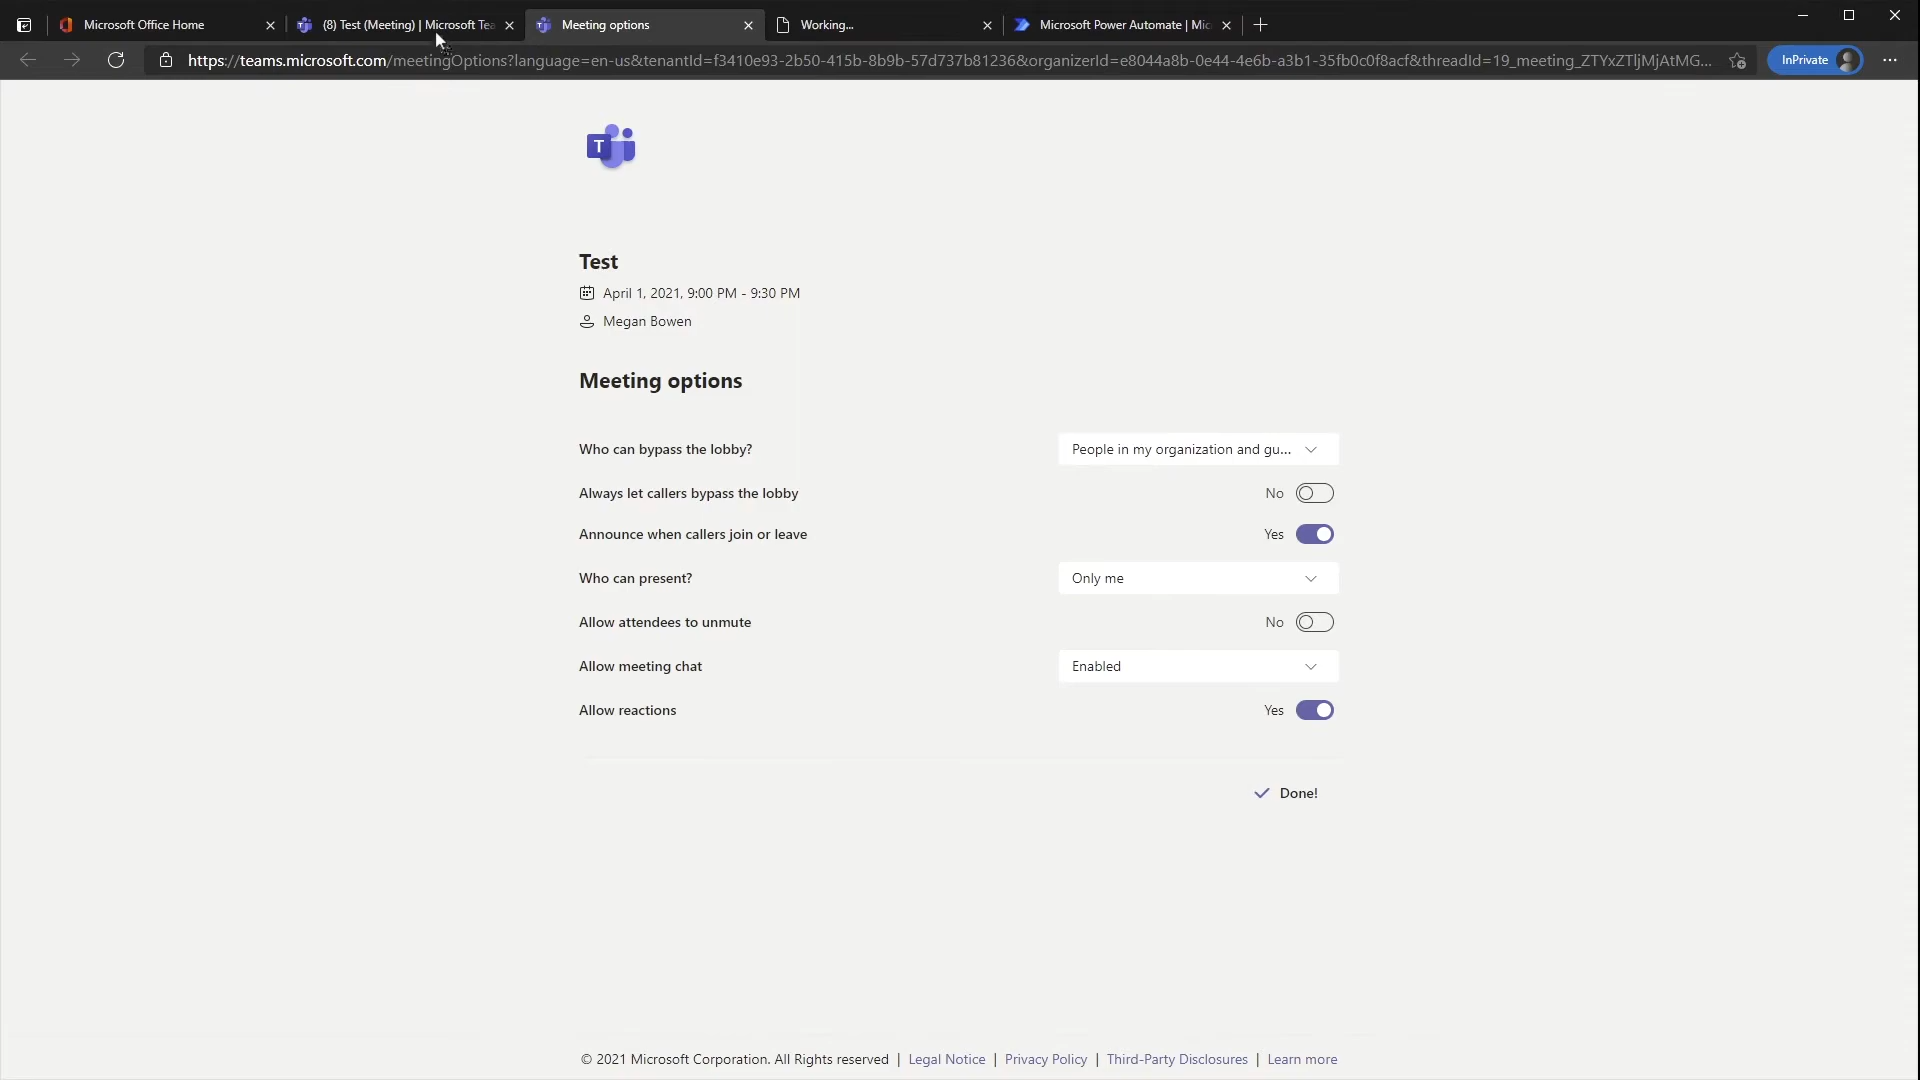 Microsoft Office Home
(8) Test (Meeting) | Microsoft Tea
Meeting options
Working...
Microsoft Power Automate | Mic
https://teams.microsoft.com/meetingOptions?language=en-us&tenantId=f3410e93-2b50-415b-8b9b-57d737b81236&organizerId=e8044a8b-0e44-4e6b-a3b1-35fb0c0f8acf&threadId=19_meeting_ZTYxZTljMjAtMG...
InPrivate
T
Test
April 1, 2021, 9:00 PM - 9:30 PM
Megan Bowen
Meeting options
Who can bypass the lobby? People in my organization and gu...
Always let callers bypass the lobby No
Announce when callers join or leave Yes
Who can present? Only me
Allow attendees to unmute No
Allow meeting chat Enabled
Allow reactions Yes
Done!
© 2021 Microsoft Corporation. All Rights reserved | Legal Notice | Privacy Policy | Third-Party Disclosures | Learn more